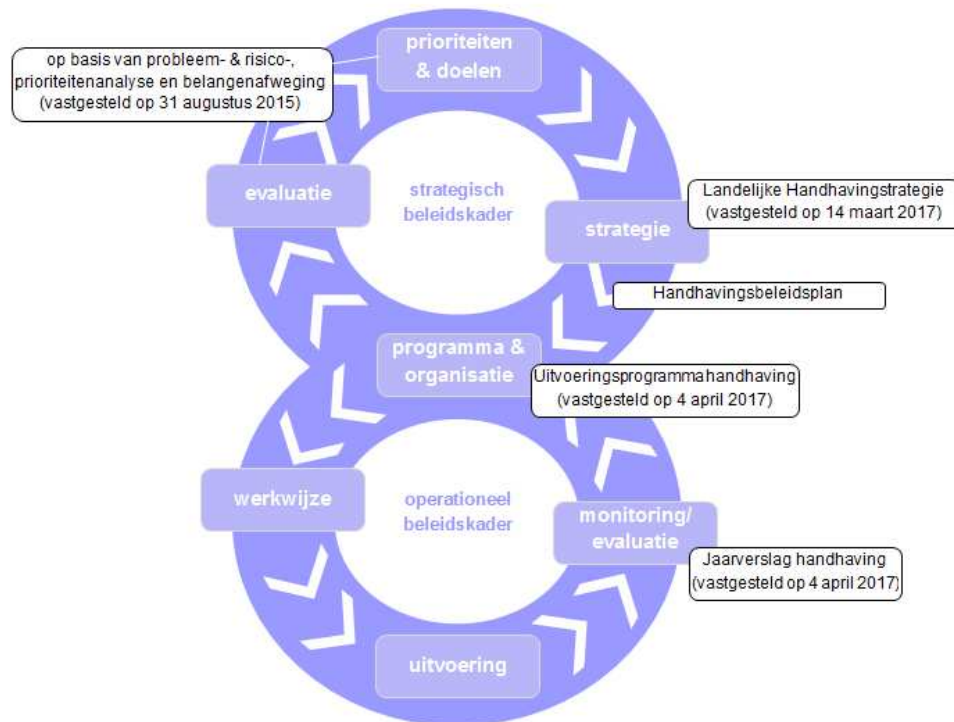 prioriteiten
& doelen
op basis van probleem- & risico-,
prioriteitenanalyse en belangenafweging
(vastgesteld op 31 augustus 2015)
evaluatie
strategisch
beleidskader
strategie
Landelijke Handhavingstrategie
(vastgesteld op 14 maart 2017)
Handhavingsbeleidsplan
programma &
organisatie
Uitvoeringsprogramma handhaving
(vastgesteld op 4 april 2017)
werkwijze
operationeel
beleidskader
monitoring/
evaluatie
Jaarverslag handhaving
(vastgesteld op 4 april 2017)
uitvoering